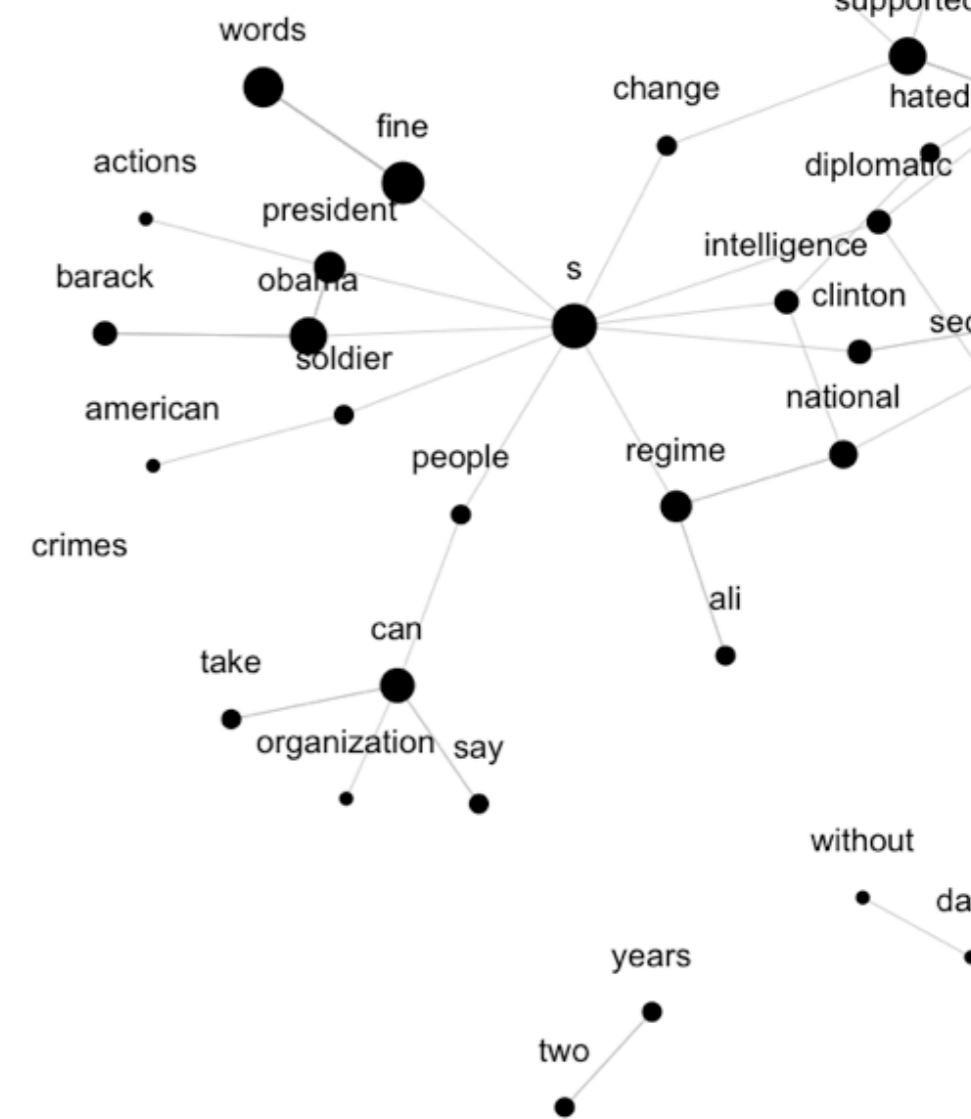 supported
words
change
hated
fine
actions
diplomatic
president
intelligence
s
barack
obama
clinton
soldier
national
american
people
regime
crimes
ali
can
take
organization
say
without
years
two